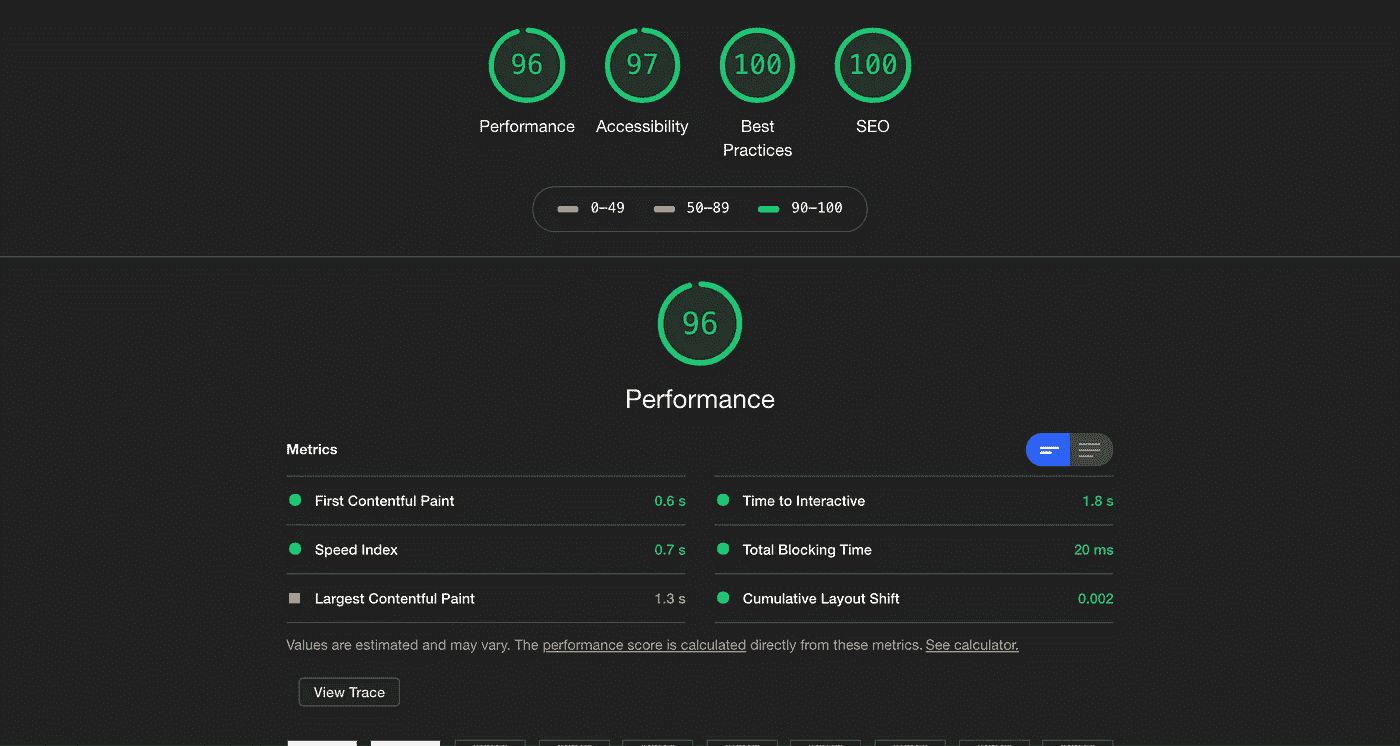 96 97 100 100
Performance Accessibility Best Practices SEO
0–49 50–89 90–100
96
Performance
Metrics
First Contentful Paint 0.6 s
Time to Interactive 1.8 s
Speed Index 0.7 s
Total Blocking Time 20 ms
Largest Contentful Paint 1.3 s
Cumulative Layout Shift 0.002
Values are estimated and may vary. The performance score is calculated directly from these metrics. See calculator.
View Trace